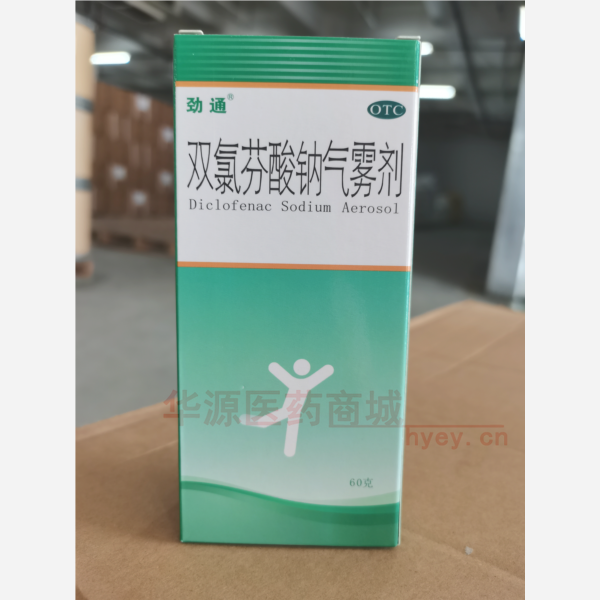 劲通®
OTC
双氯芬酸钠气雾剂
Diclofenac Sodium Aerosol
华源医药商城
hyey.cn
60克